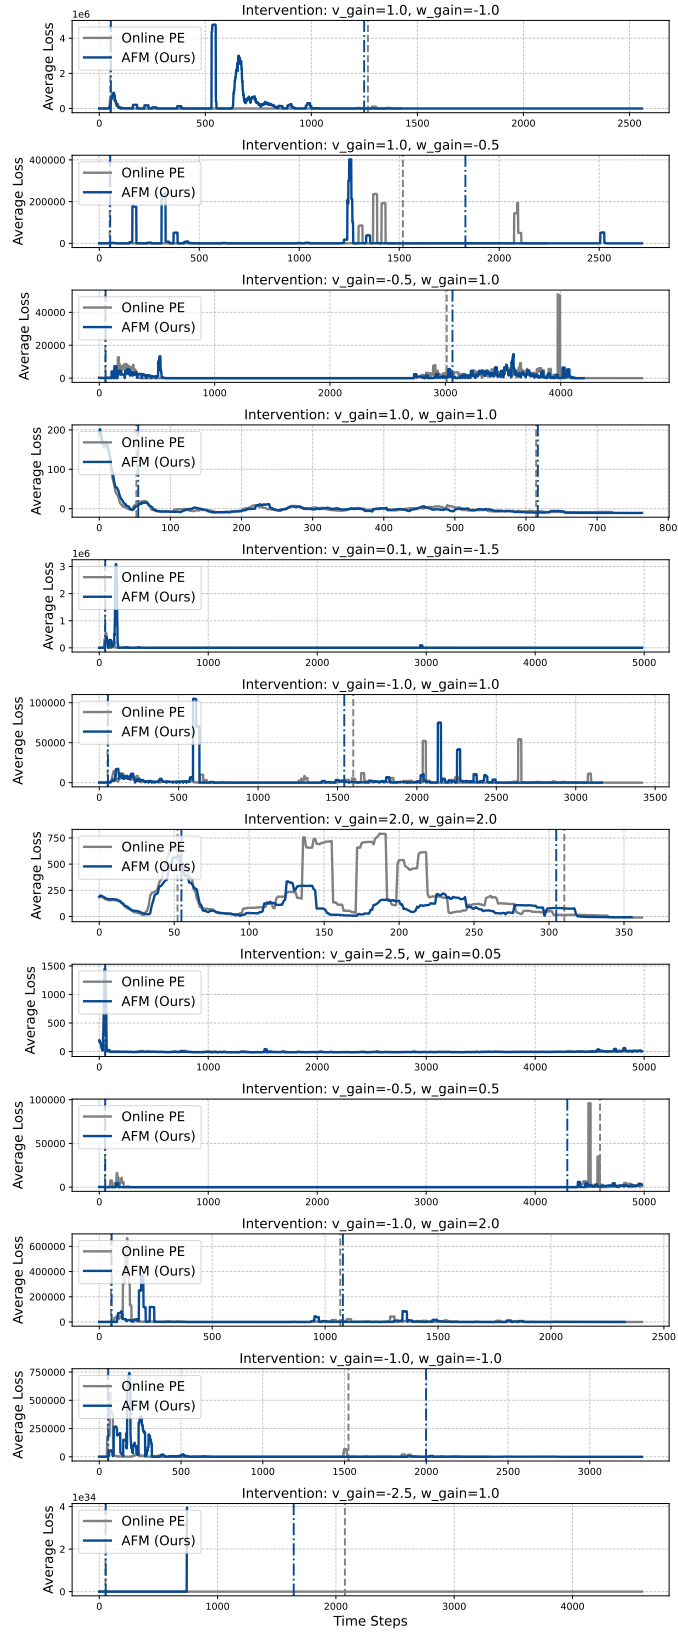 Intervention: v_gain=1.0, w_gain=-1.0
1e6
Average Loss
4
2
0
Online PE
AFM (Ours)
0 500 1000 1500 2000 2500
Intervention: v_gain=1.0, w_gain=-0.5
Average Loss
400000
200000
0
Online PE
AFM (Ours)
0 500 1000 1500 2000 2500
Intervention: v_gain=-0.5, w_gain=1.0
Average Loss
40000
20000
0
Online PE
AFM (Ours)
0 1000 2000 3000 4000
Intervention: v_gain=1.0, w_gain=1.0
Average Loss
200
100
0
Online PE
AFM (Ours)
0 100 200 300 400 500 600 700 800
Intervention: v_gain=0.1, w_gain=-1.5
1e6
Average Loss
3
2
1
0
Online PE
AFM (Ours)
0 1000 2000 3000 4000 5000
Intervention: v_gain=-1.0, w_gain=1.0
Average Loss
100000
50000
0
Online PE
AFM (Ours)
0 500 1000 1500 2000 2500 3000 3500
Intervention: v_gain=2.0, w_gain=2.0
Average Loss
750
500
250
0
Online PE
AFM (Ours)
0 50 100 150 200 250 300 350
Intervention: v_gain=2.5, w_gain=0.05
Average Loss
1500
1000
500
0
Online PE
AFM (Ours)
0 1000 2000 3000 4000 5000
Intervention: v_gain=-0.5, w_gain=0.5
Average Loss
100000
50000
0
Online PE
AFM (Ours)
0 1000 2000 3000 4000 5000
Intervention: v_gain=-1.0, w_gain=2.0
Average Loss
600000
400000
200000
0
Online PE
AFM (Ours)
0 500 1000 1500 2000 2500
Intervention: v_gain=-1.0, w_gain=-1.0
Average Loss
750000
500000
250000
0
Online PE
AFM (Ours)
0 500 1000 1500 2000 2500 3000
Intervention: v_gain=-2.5, w_gain=1.0
1e34
Average Loss
4
2
0
Online PE
AFM (Ours)
0 1000 2000 3000 4000
Time Steps